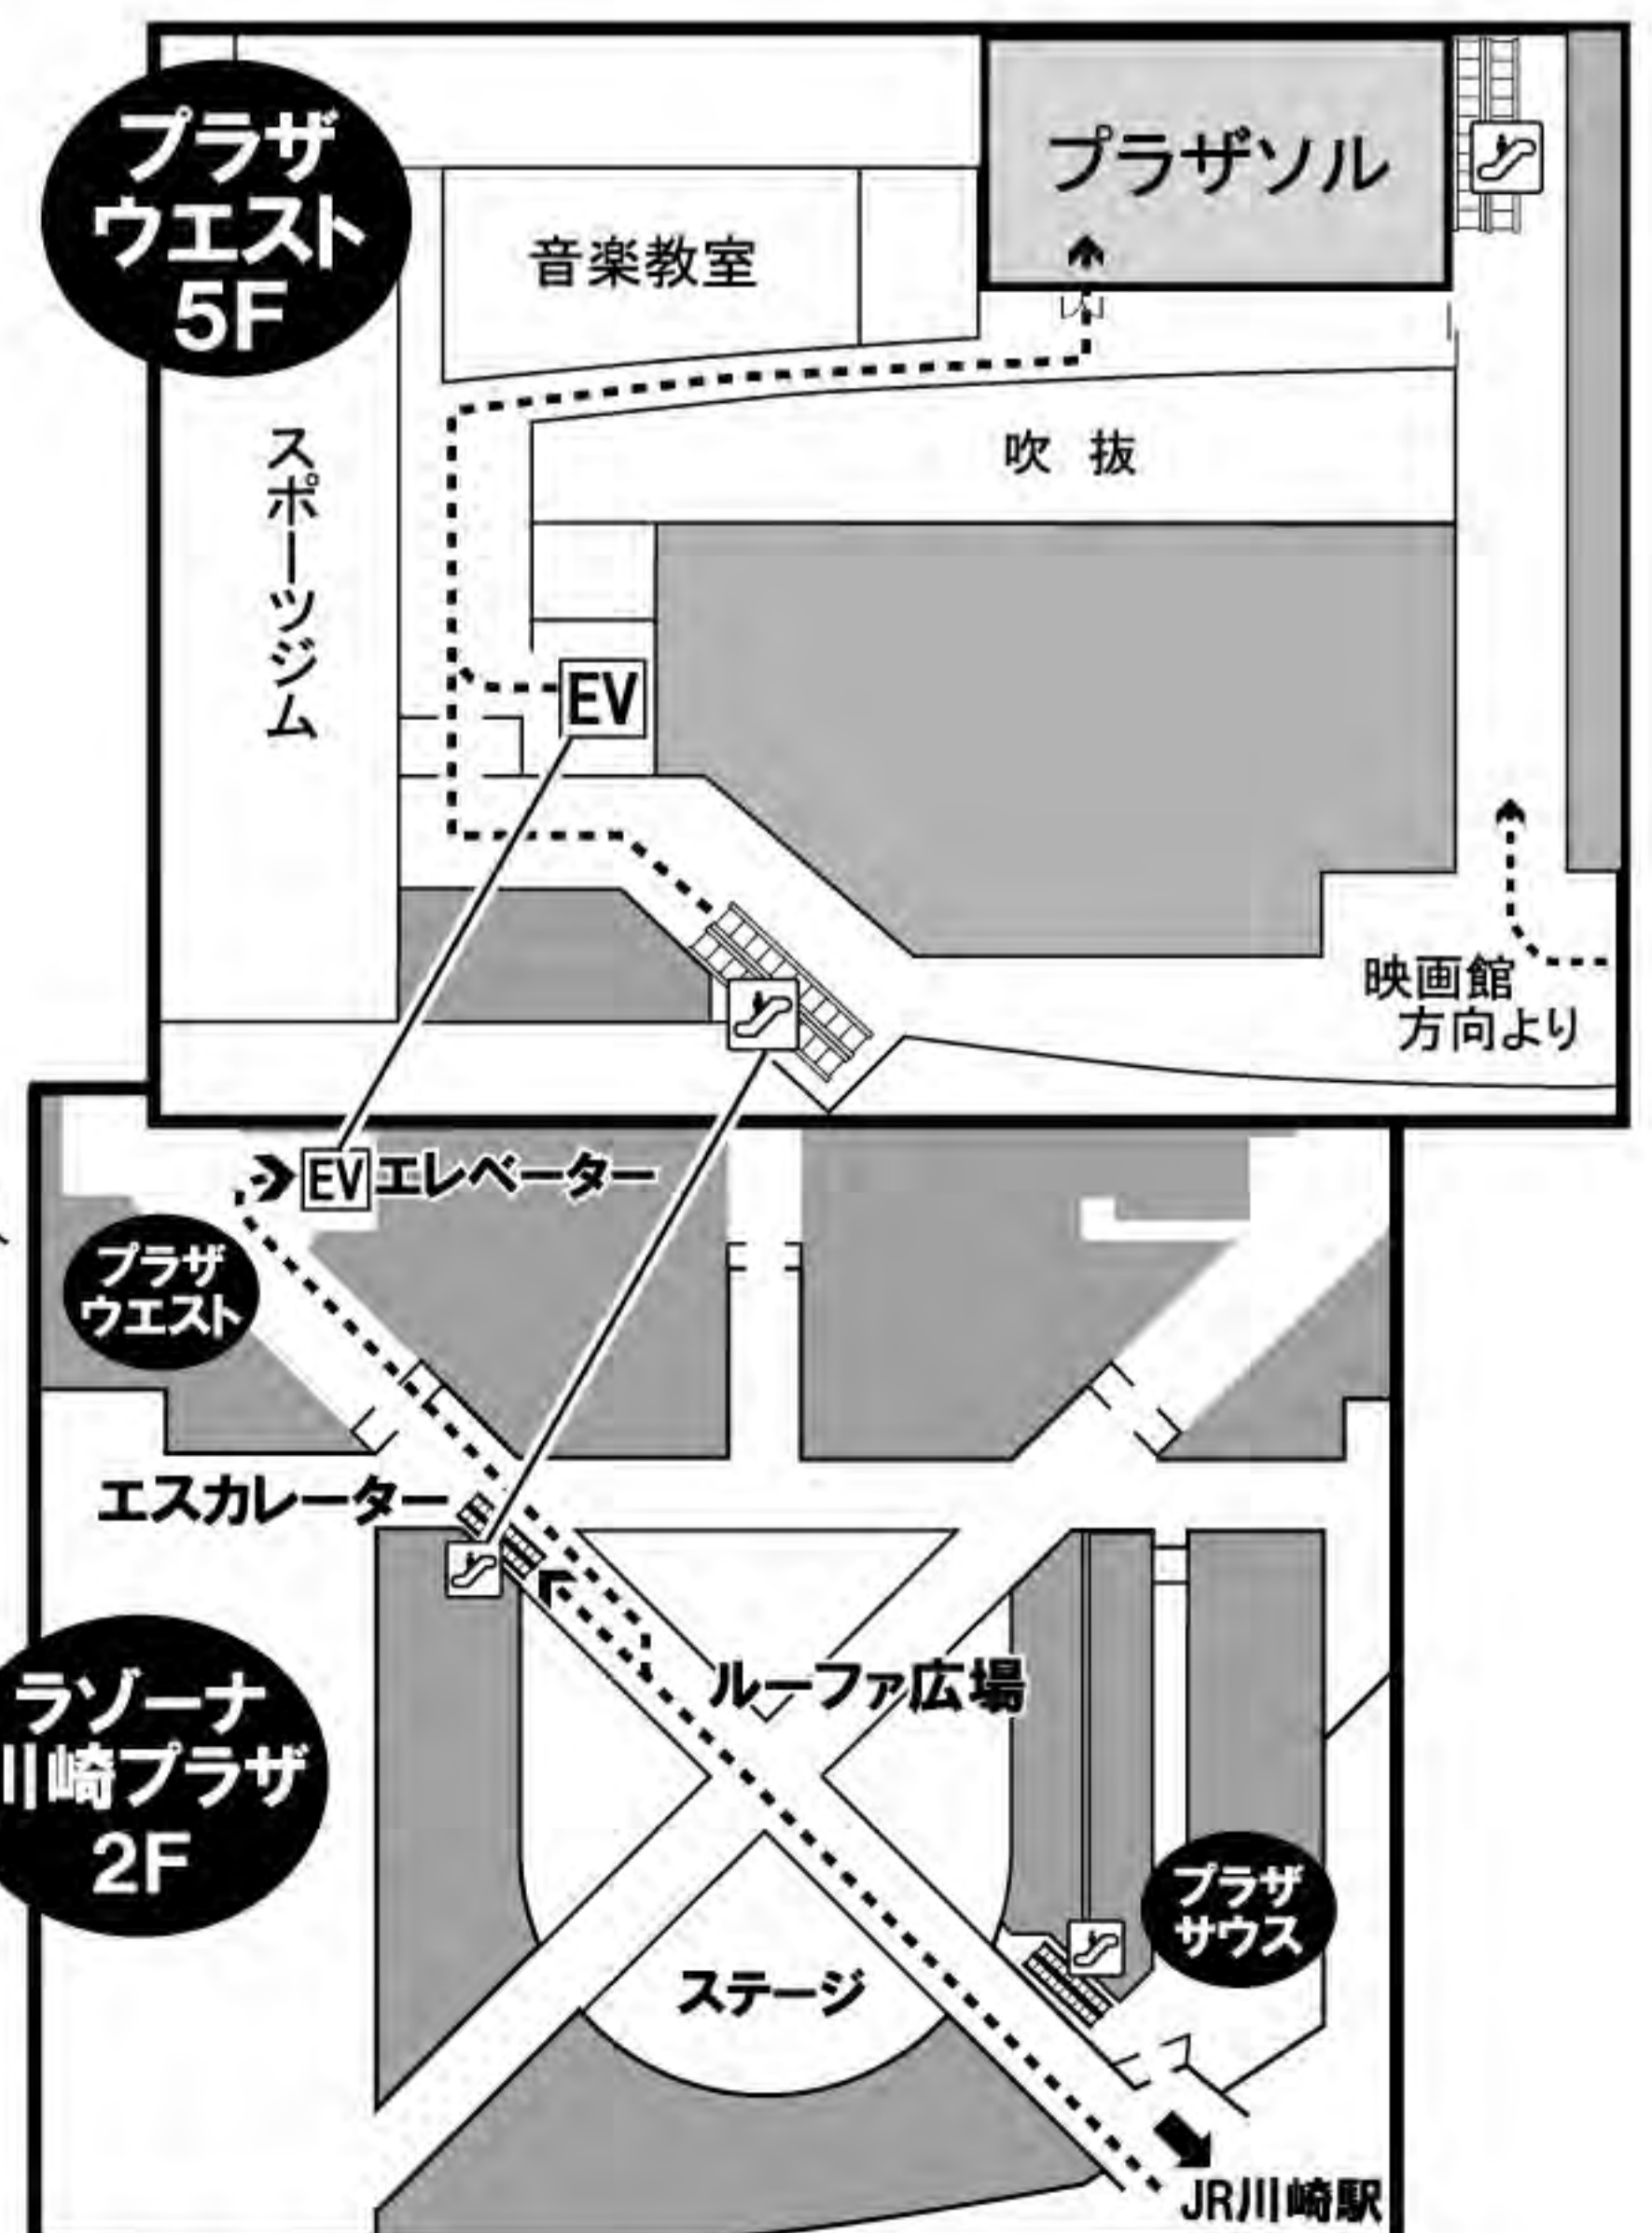 プラザ
ウエスト
5F
プラザソル
音楽教室
スポーツジム
吹抜
EV
映画館
方向より
EVエレベーター
プラザ
ウエスト
エスカレーター
ルーファ広場
ラゾーナ
川崎プラザ
2F
プラザ
サウス
ステージ
JR川崎駅